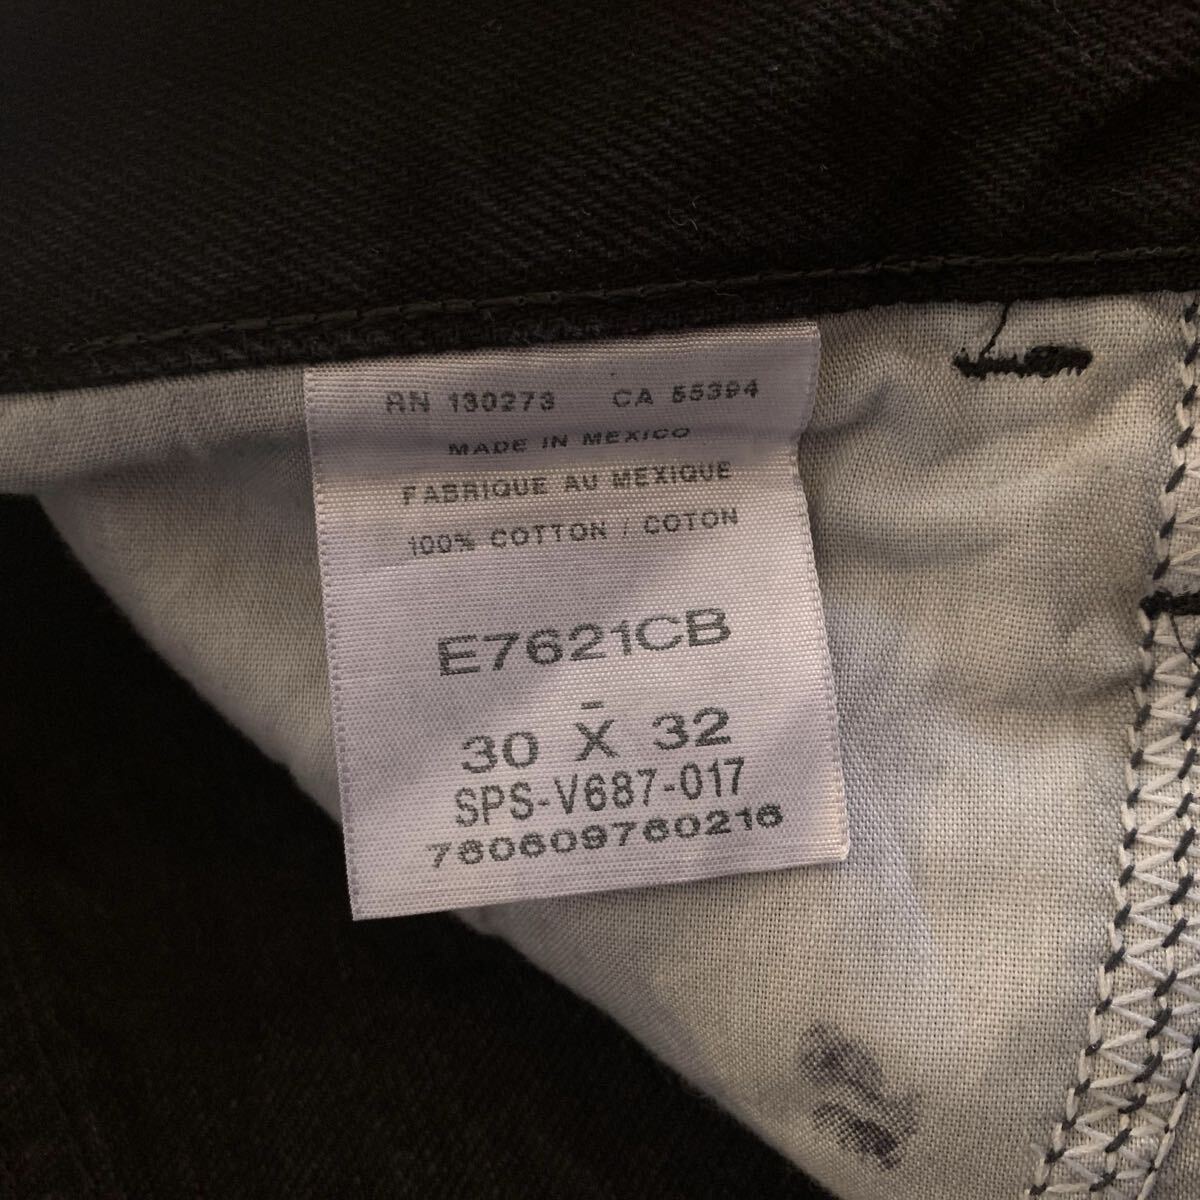 RN 130273 CA 55394
MADE IN MEXICO
FABRIQUE AU MEXIQUE
100% COTTON / COTON
E7621CB
-
30 X 32
SPS-V687-017
760609760216